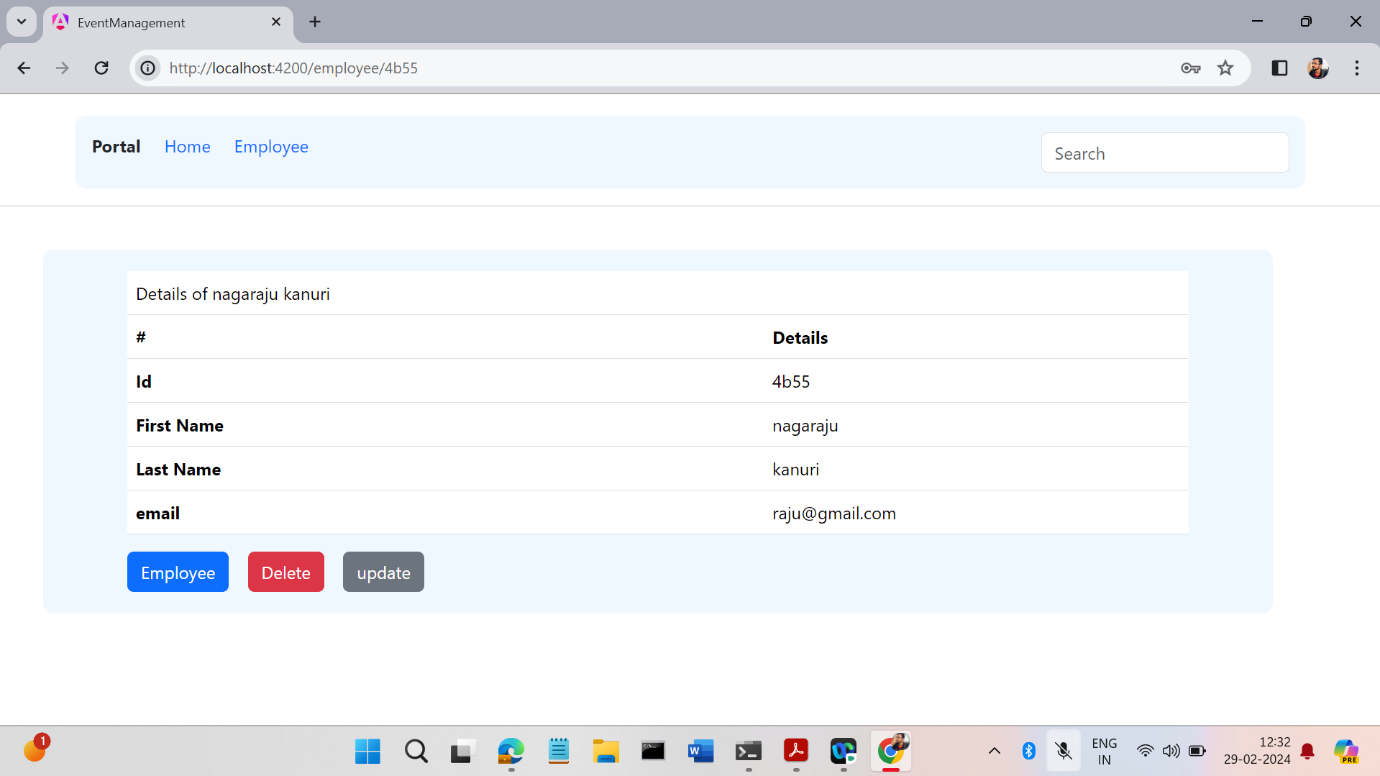 EventManagement
http://localhost:4200/employee/4b55
Portal Home Employee Search
Details of nagaraju kanuri
# Details
Id 4b55
First Name nagaraju
Last Name kanuri
email raju@gmail.com
Employee Delete update
1 W ENG 12:32
IN 29-02-2024 PRE